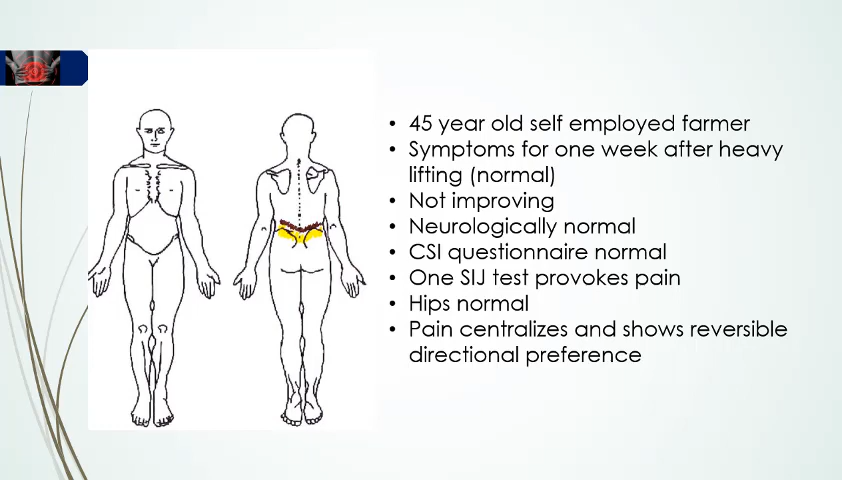 • 45 year old self employed farmer
• Symptoms for one week after heavy
lifting (normal)
• Not improving
• Neurologically normal
• CSI questionnaire normal
• One SIJ test provokes pain
• Hips normal
• Pain centralizes and shows reversible
directional preference